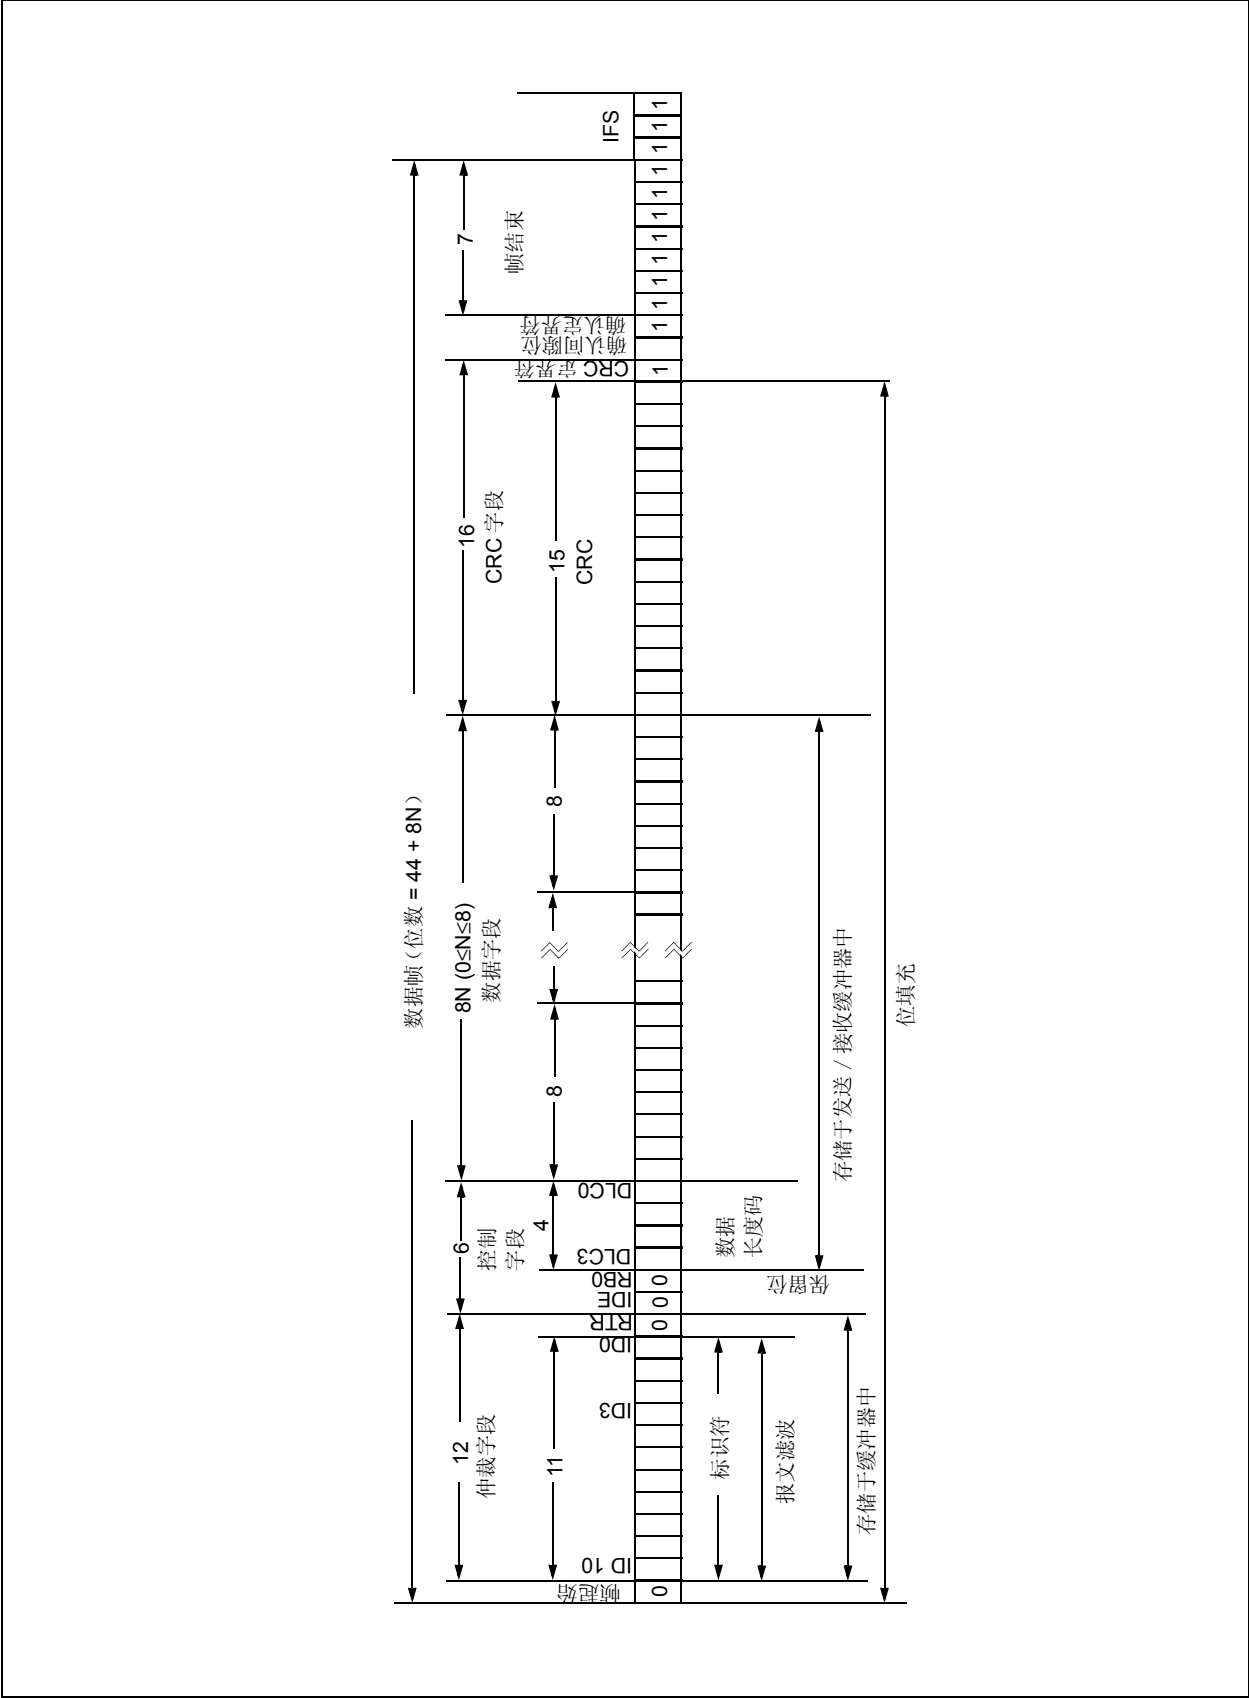 数据帧（位数 = 44 + 8N）
12
仲裁字段
6
控制
字段
8N (0≤N≤8)
数据字段
16
CRC 字段
7
帧结束
IFS
11
4
8
8
15
CRC
帧起始
ID 10
ID3
ID0
RTR
IDE
RB0
DLC3
DLC0
CRC 定界符
确认间隙位
确认定界符
0
0
0
0
1
1
1
1
1
1
1
1
1
1
1
1
标识符
报文滤波
存储于缓冲器中
保留位
数据
长度码
存储于发送 / 接收缓冲器中
位填充